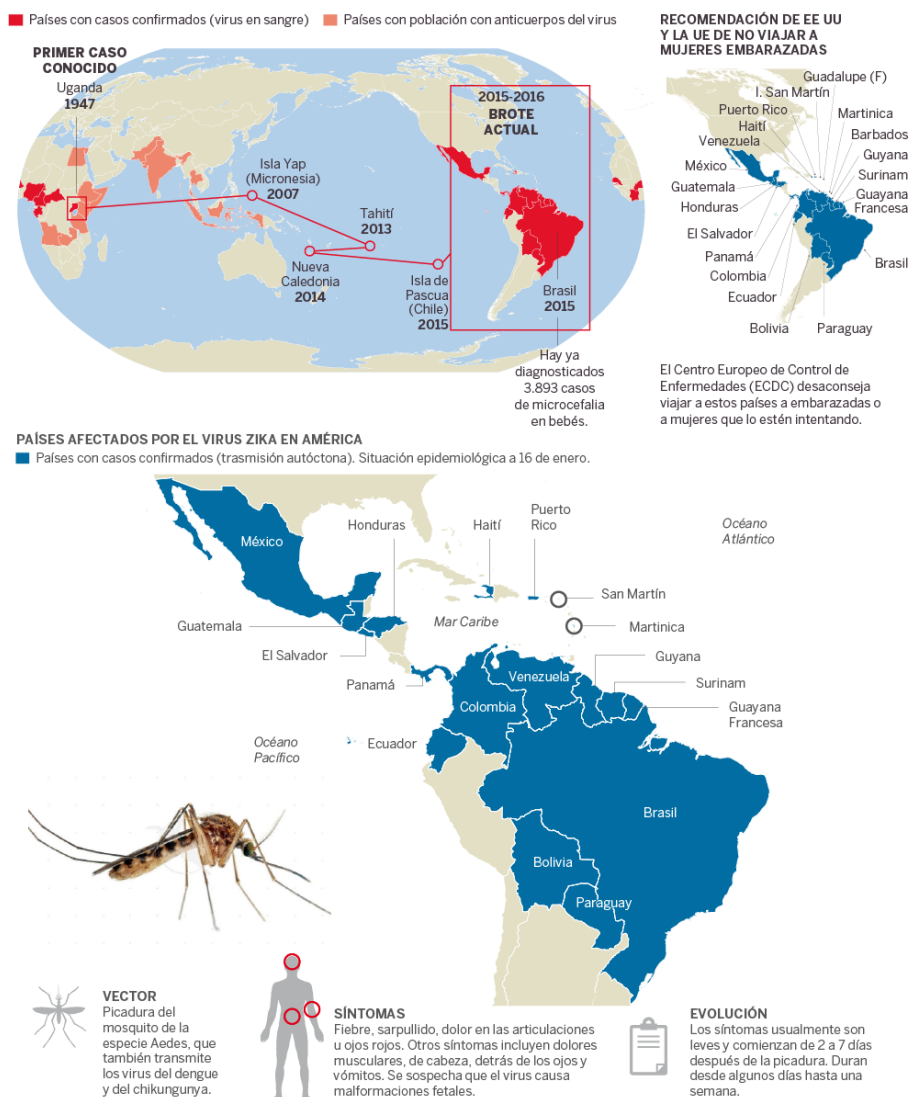 Países con casos confirmados (virus en sangre)
Países con población con anticuerpos del virus
PRIMER CASO
CONOCIDO
Uganda
1947
Isla Yap
(Micronesia)
2007
Tahití
2013
Nueva
Caledonia
2014
Isla de
Pascua
(Chile)
2015
2015-2016
BROTE
ACTUAL
Brasil
2015
Hay ya
diagnosticados
3.893 casos
de microcefalia
en bebés.
RECOMENDACIÓN DE EE UU
Y LA UE DE NO VIAJAR A
MUJERES EMBARAZADAS
Guadalupe (F)
I. San Martín
Puerto Rico
Martinica
Haití
Barbados
Venezuela
Guyana
México
Surinam
Guatemala
Guayana
Francesa
Honduras
El Salvador
Panamá
Brasil
Colombia
Ecuador
Bolivia
Paraguay
El Centro Europeo de Control de
Enfermedades (ECDC) desaconseja
viajar a estos países a embarazadas o
a mujeres que lo estén intentando.
PAÍSES AFECTADOS POR EL VIRUS ZIKA EN AMÉRICA
Países con casos confirmados (trasmisión autóctona). Situación epidemiológica a 16 de enero.
México
Honduras
Haití
Puerto
Rico
Océano
Atlántico
San Martín
Guatemala
Mar Caribe
Martinica
El Salvador
Guyana
Panamá
Venezuela
Surinam
Colombia
Guayana
Francesa
Océano
Pacífico
Ecuador
Brasil
Bolivia
Paraguay
VECTOR
Picadura del
mosquito de la
especie Aedes, que
también transmite
los virus del dengue
y del chikungunya.
SÍNTOMAS
Fiebre, sarpullido, dolor en las articulaciones
u ojos rojos. Otros síntomas incluyen dolores
musculares, de cabeza, detrás de los ojos y
vómitos. Se sospecha que el virus causa
malformaciones fetales.
EVOLUCIÓN
Los síntomas usualmente son
leves y comienzan de 2 a 7 días
después de la picadura. Duran
desde algunos días hasta una
semana.